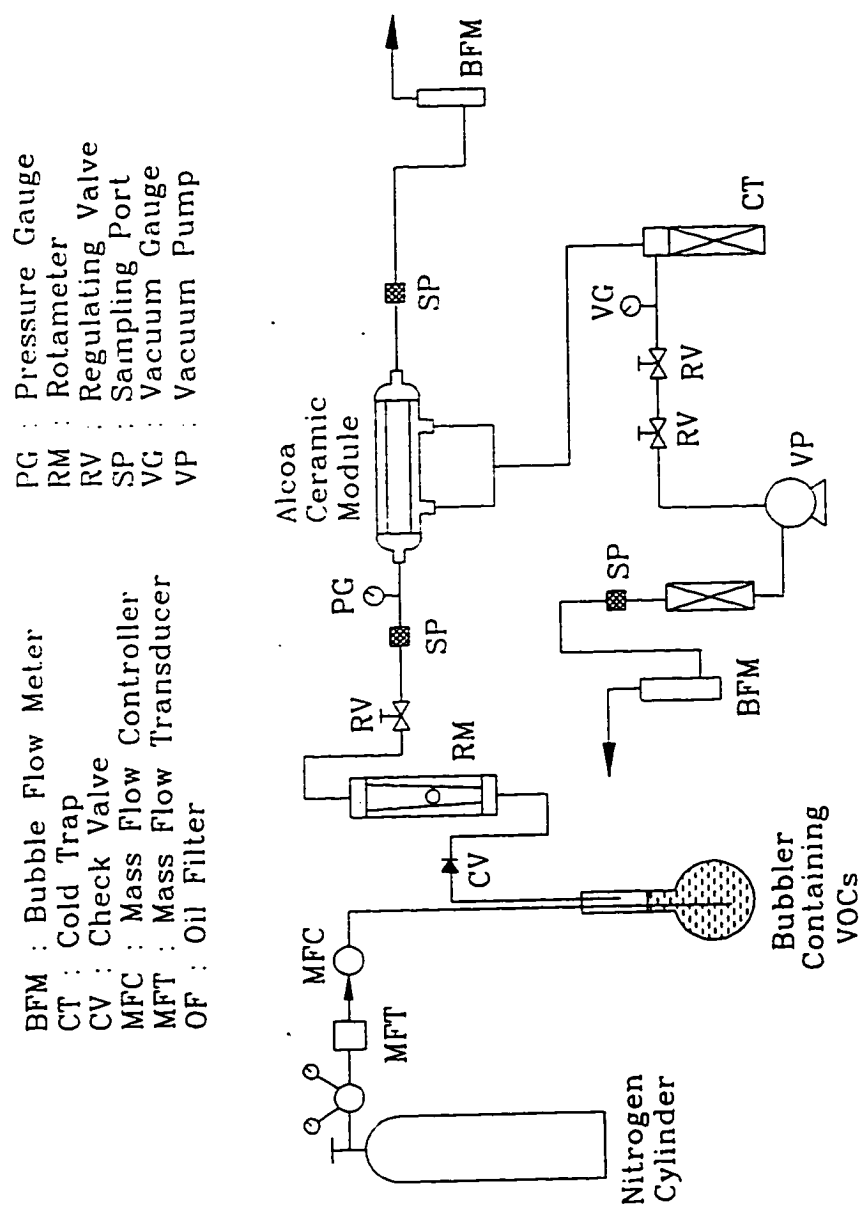 BFM : Bubble Flow Meter
CT : Cold Trap
CV : Check Valve
MFC : Mass Flow Controller
MFT : Mass Flow Transducer
OF : Oil Filter
PG : Pressure Gauge
RM : Rotameter
RV : Regulating Valve
SP : Sampling Port
VG : Vacuum Gauge
VP : Vacuum Pump
Nitrogen
Cylinder
MFT
MFC
CV
Bubbler
Containing
VOCs
RM
RV
SP
PG
Alcoa
Ceramic
Module
SP
BFM
BFM
SP
VP
RV
RV
VG
CT